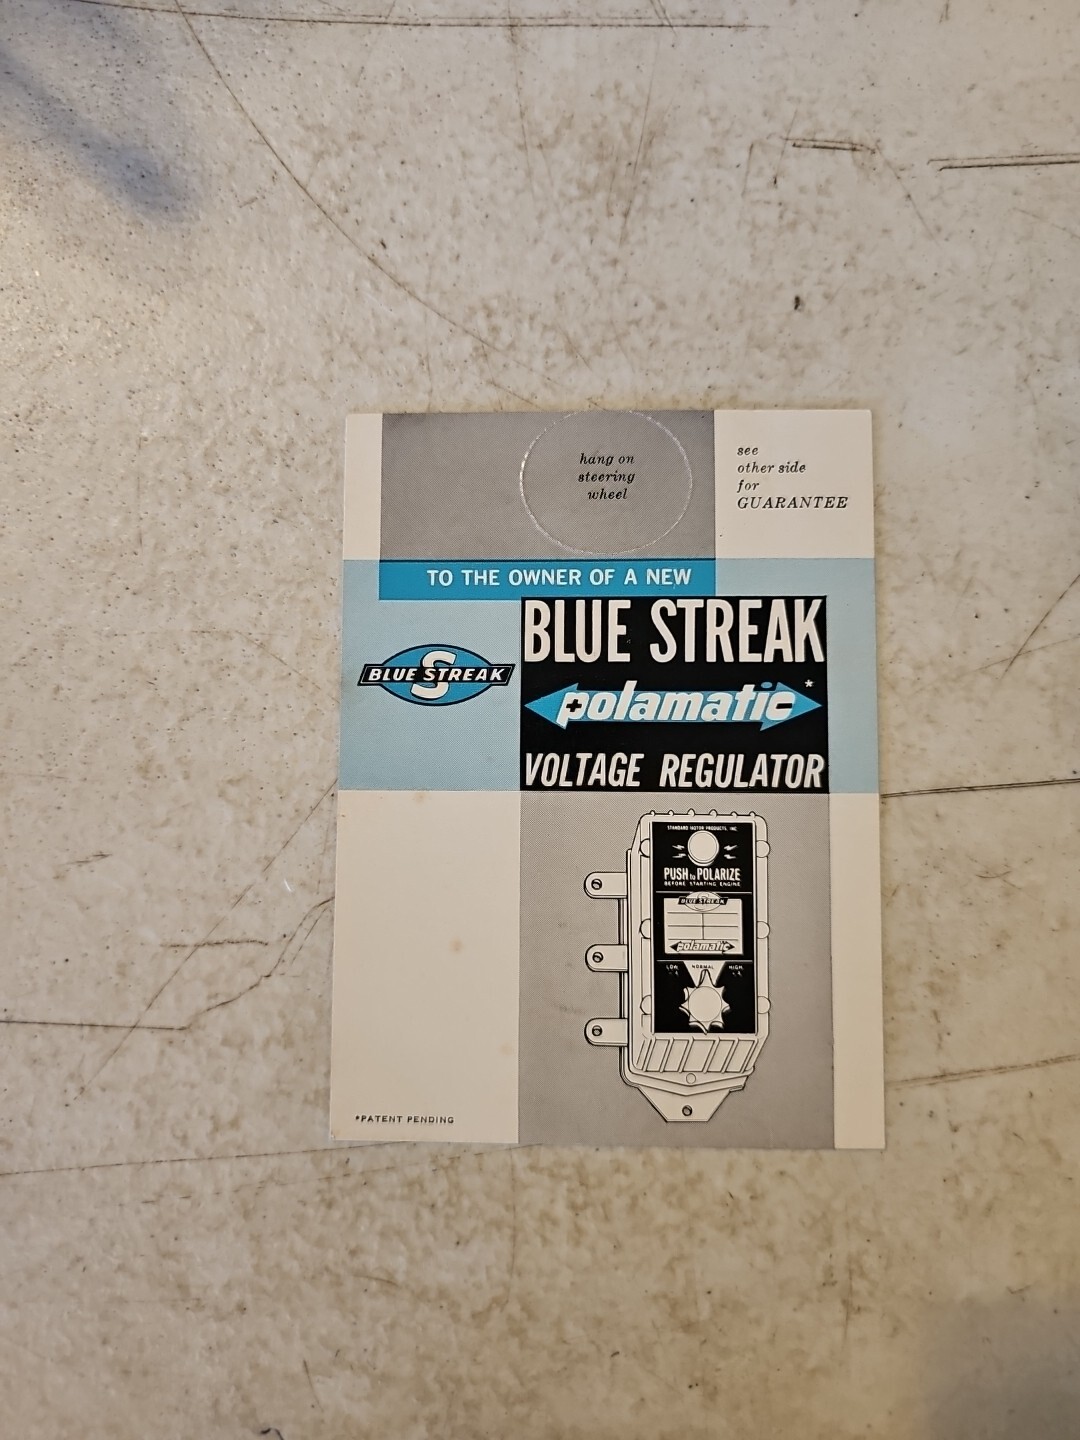 hang on
steering
wheel
see
other side
for
GUARANTEE
TO THE OWNER OF A NEW
BLUE STREAK
S
BLUE STREAK
polamatic*
VOLTAGE REGULATOR
STANDARD MOTOR PRODUCTS, INC.
PUSH to POLARIZE
BEFORE STARTING ENGINE
BLUE STREAK
polamatic
LOW NORMAL HIGH
*PATENT PENDING